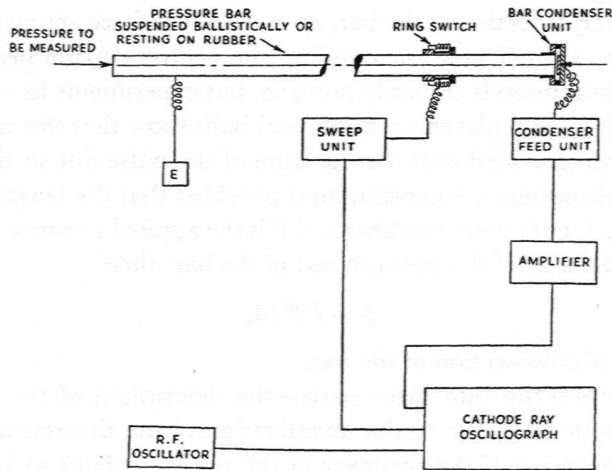 PRESSURE BAR
SUSPENDED BALLISTICALLY OR
RESTING ON RUBBER
PRESSURE TO
BE MEASURED
RING SWITCH
BAR CONDENSER
UNIT
E
SWEEP
UNIT
CONDENSER
FEED UNIT
AMPLIFIER
CATHODE RAY
OSCILLOGRAPH
R.F.
OSCILLATOR